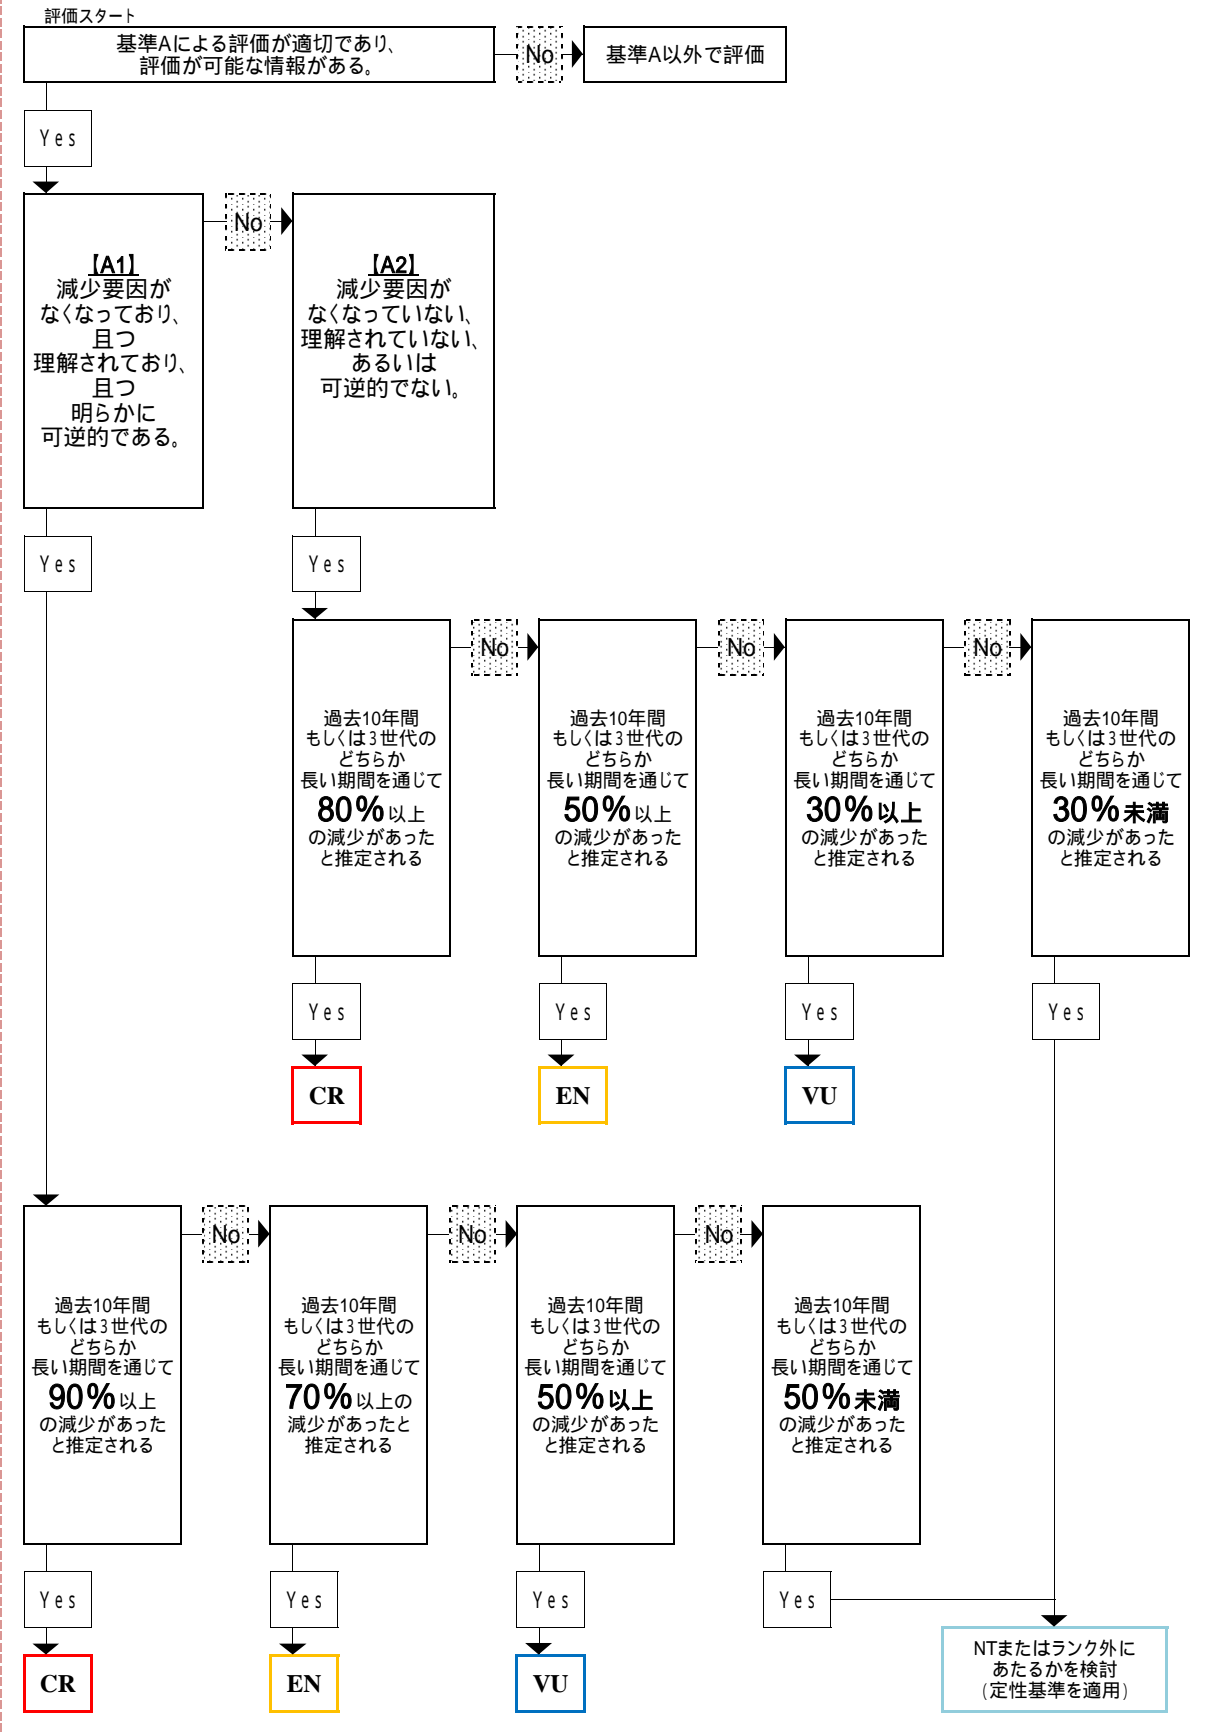 評価スタート
基準Aによる評価が適切であり、
評価が可能な情報がある。
No
基準A以外で評価
Yes
【A1】
減少要因が
なくなっており、
且つ
理解されており、
且つ
明らかに
可逆的である。
No
【A2】
減少要因が
なくなっていない、
理解されていない、
あるいは
可逆的でない。
Yes
Yes
過去10年間
もしくは3世代の
どちらか
長い期間を通じて
80%以上
の減少があった
と推定される
No
過去10年間
もしくは3世代の
どちらか
長い期間を通じて
50%以上
の減少があった
と推定される
No
過去10年間
もしくは3世代の
どちらか
長い期間を通じて
30%以上
の減少があった
と推定される
No
過去10年間
もしくは3世代の
どちらか
長い期間を通じて
30%未満
の減少があった
と推定される
Yes
Yes
Yes
Yes
CR
EN
VU
過去10年間
もしくは3世代の
どちらか
長い期間を通じて
90%以上
の減少があった
と推定される
No
過去10年間
もしくは3世代の
どちらか
長い期間を通じて
70%以上の
減少があったと
推定される
No
過去10年間
もしくは3世代の
どちらか
長い期間を通じて
50%以上
の減少があった
と推定される
No
過去10年間
もしくは3世代の
どちらか
長い期間を通じて
50%未満
の減少があった
と推定される
Yes
Yes
Yes
Yes
CR
EN
VU
NTまたはランク外に
あたるかを検討
(定性基準を適用)